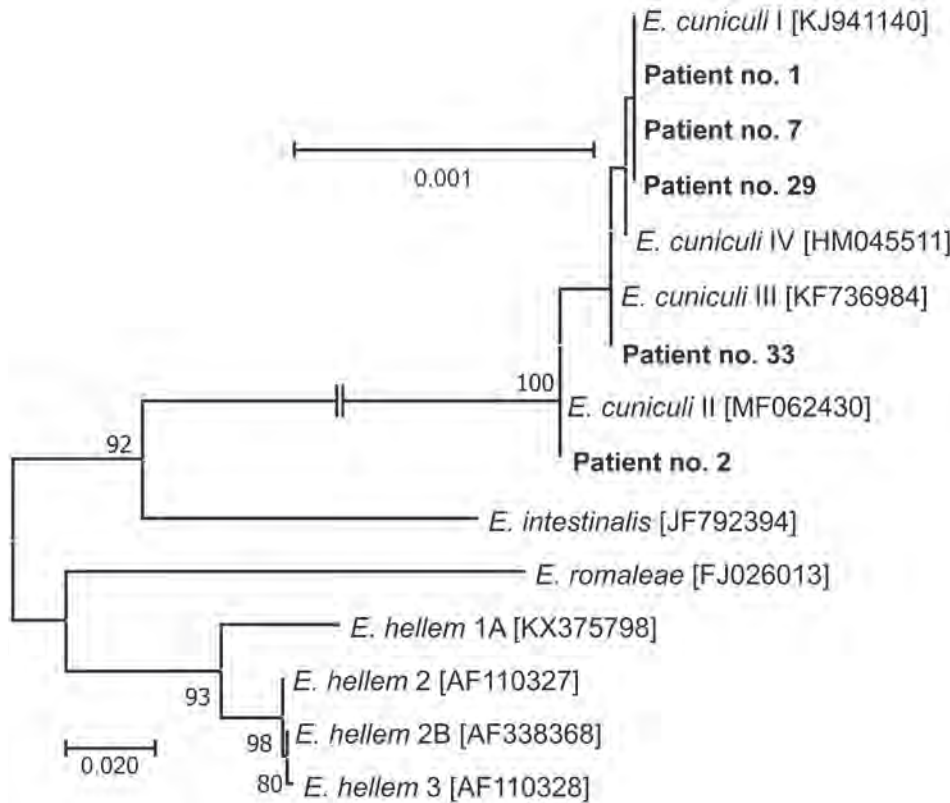 E. cuniculi I [KJ941140]
Patient no. 1
Patient no. 7
0.001
Patient no. 29
E. cuniculi IV [HM045511]
E. cuniculi III [KF736984]
Patient no. 33
100
E. cuniculi II [MF062430]
92
Patient no. 2
E. intestinalis [JF792394]
E. romaleae [FJ026013]
E. hellem 1A [KX375798]
E. hellem 2 [AF110327]
93
E. hellem 2B [AF338368]
98
0.020
80
E. hellem 3 [AF110328]